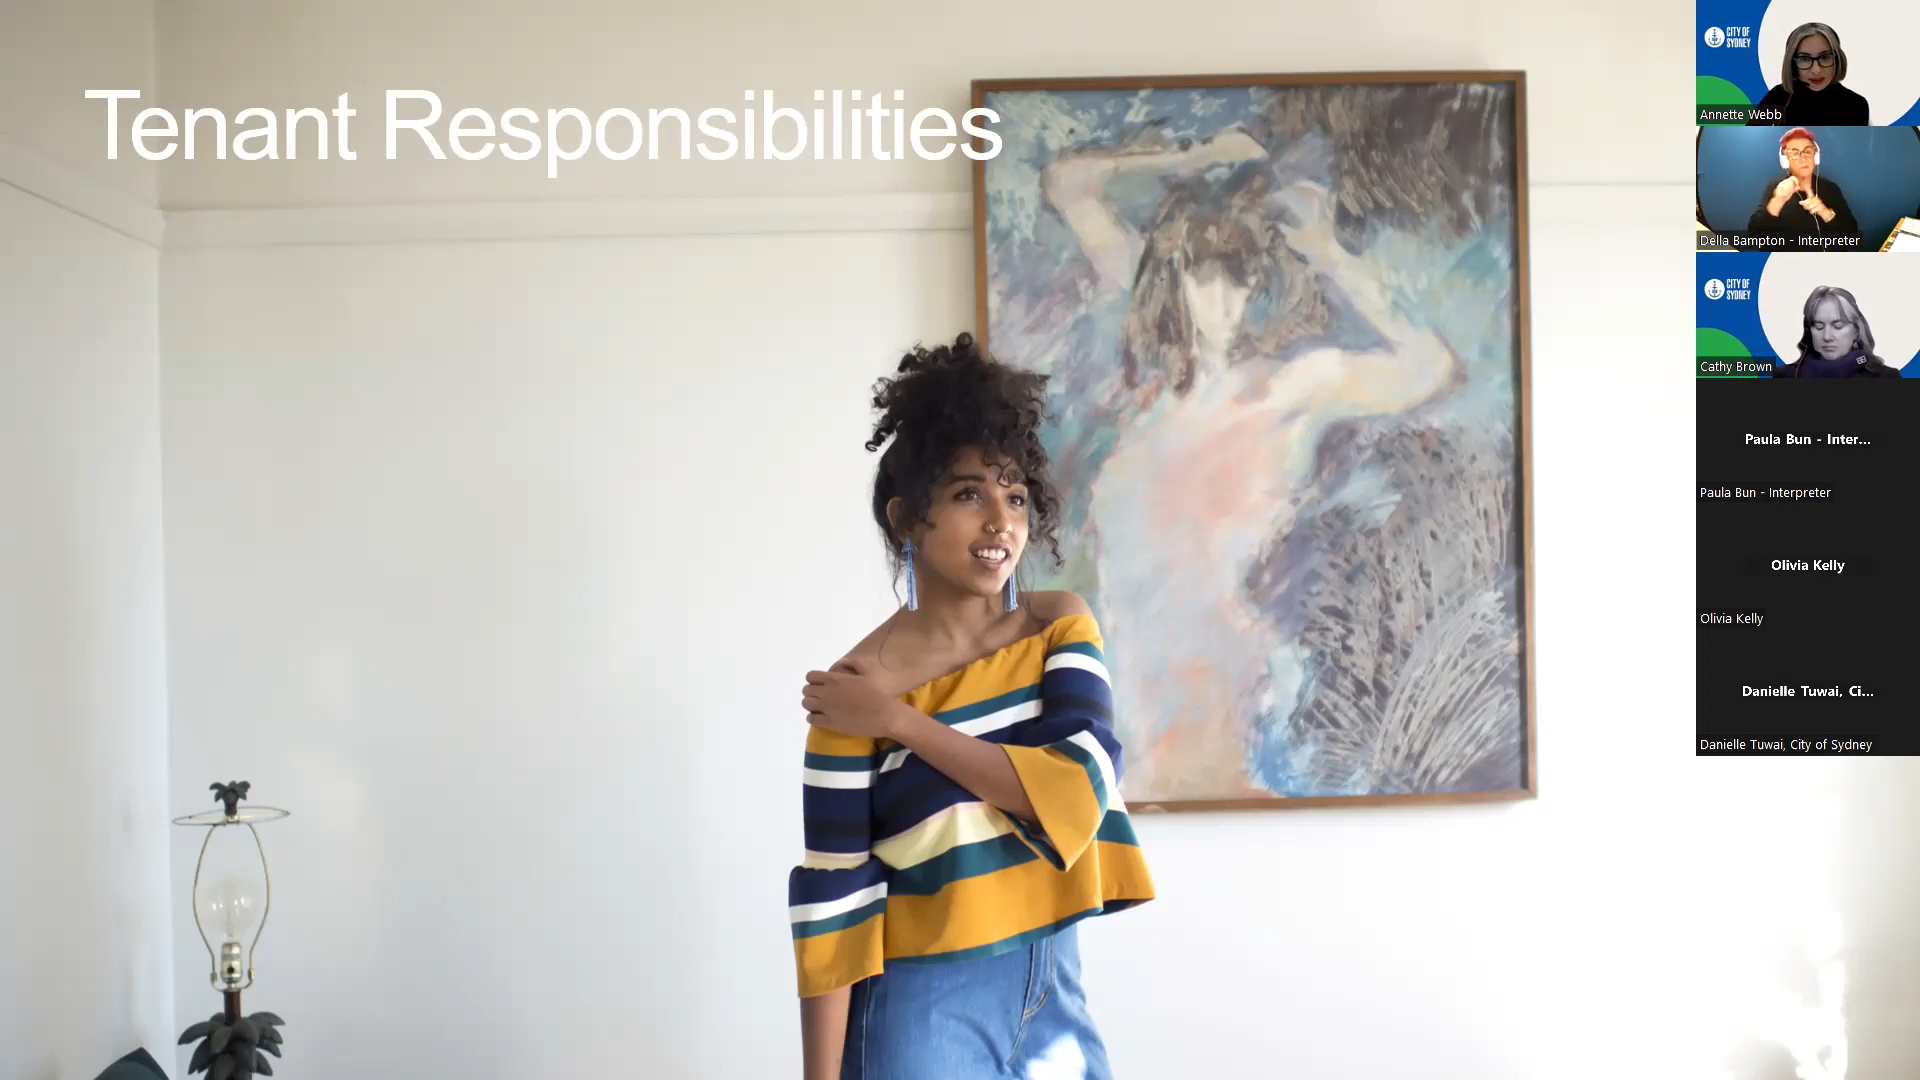 Tenant Responsibilities
CITY OF
SYDNEY
Annette Webb
Della Bampton - Interpreter
CITY OF
SYDNEY
Cathy Brown
Paula Bun - Inter...
Paula Bun - Interpreter
Olivia Kelly
Olivia Kelly
Danielle Tuwai, Ci...
Danielle Tuwai, City of Sydney